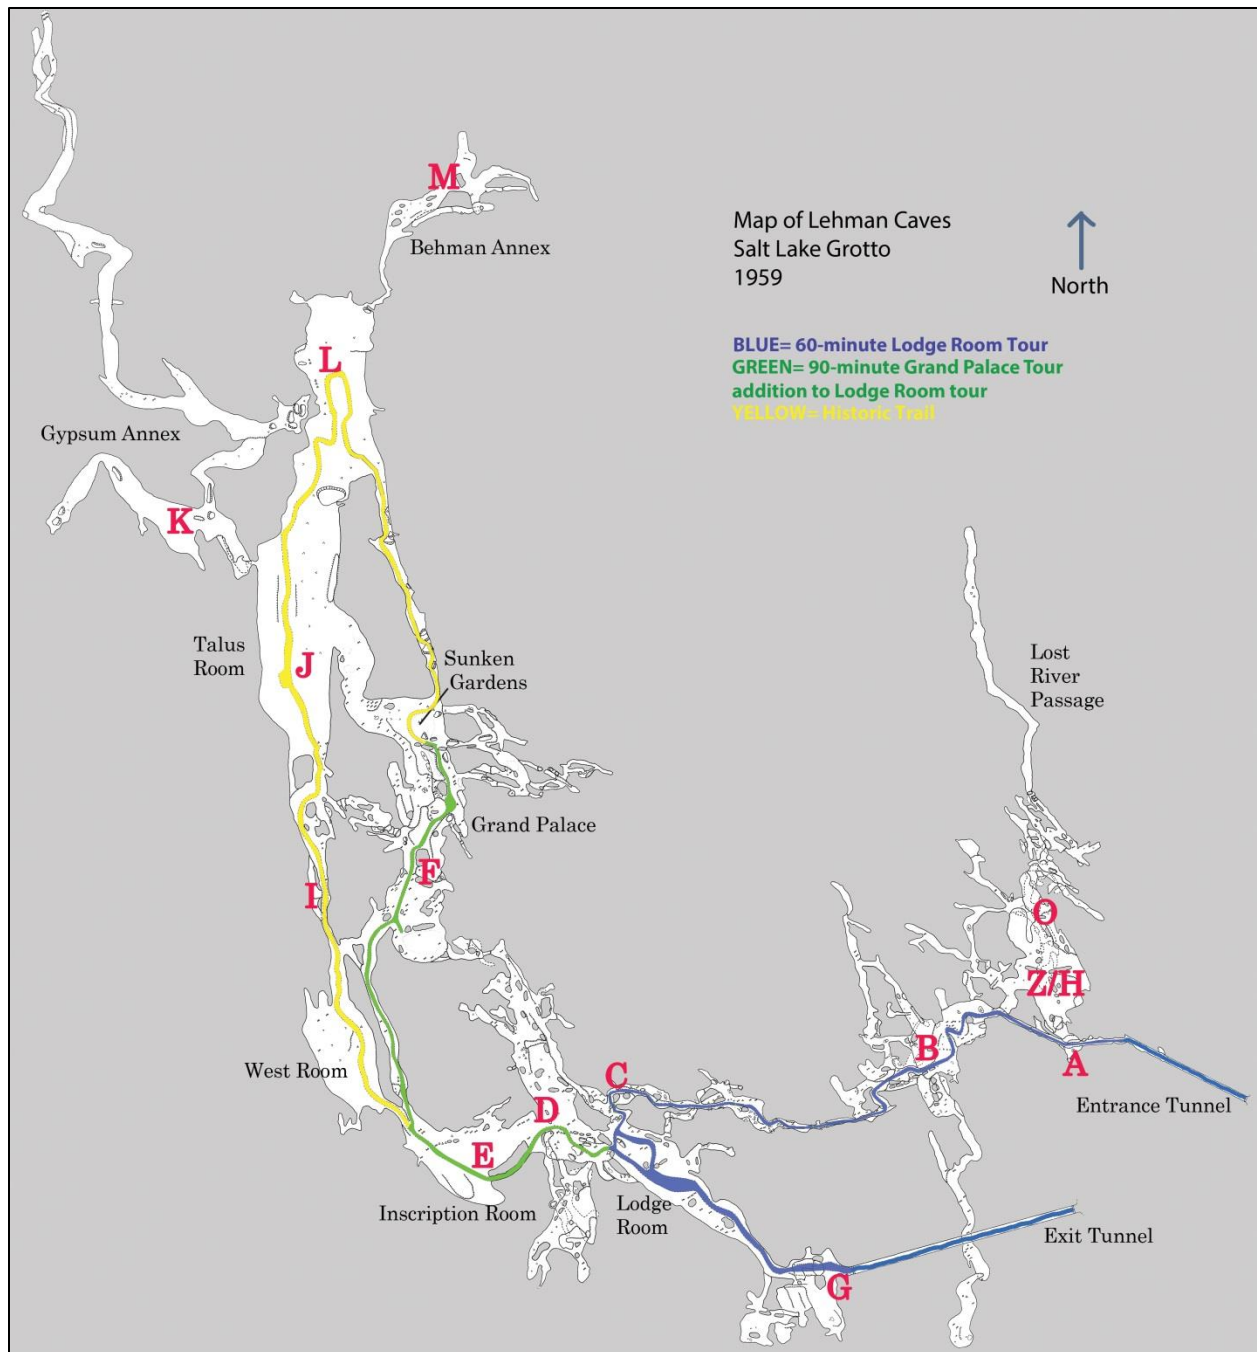 M
Map of Lehman Caves
Salt Lake Grotto
1959
North
Behman Annex
BLUE= 60-minute Lodge Room Tour
GREEN= 90-minute Grand Palace Tour
addition to Lodge Room tour
YELLOW= Historic Trail
L
Gypsum Annex
K
Talus
Room
J
Sunken
Gardens
Lost
River
Passage
Grand Palace
F
I
O
Z/H
B
A
West Room
C
Entrance Tunnel
D
E
Inscription Room
Lodge
Room
Exit Tunnel
G